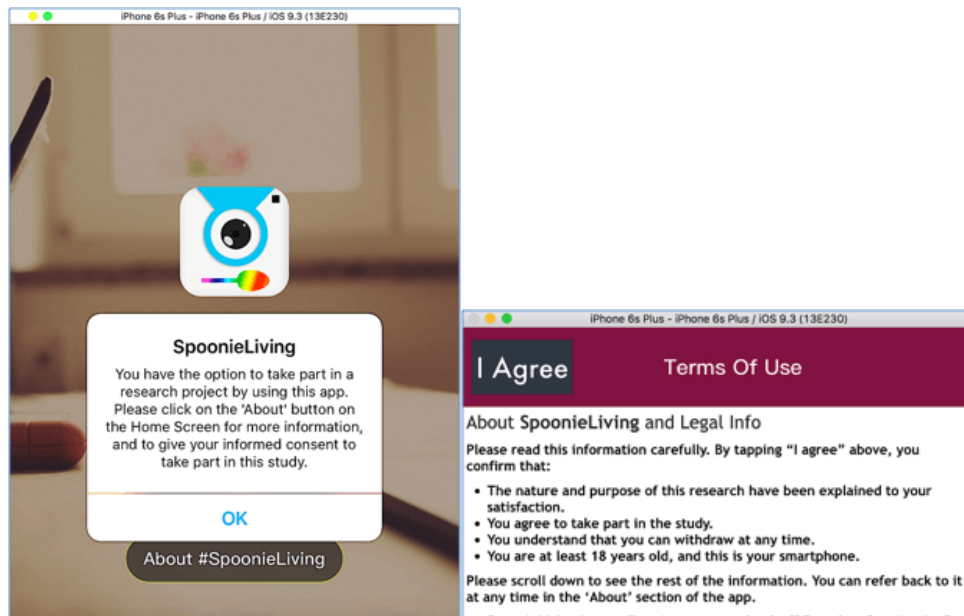 iPhone 6s Plus - iPhone 6s Plus / iOS 9.3 (13E230)
SpoonieLiving
You have the option to take part in a
research project by using this app.
Please click on the 'About' button on
the Home Screen for more information,
and to give your informed consent to
take part in this study.
OK
About #SpoonieLiving
iPhone 6s Plus - iPhone 6s Plus / iOS 9.3 (13E230)
I Agree
Terms Of Use
About SpoonieLiving and Legal Info
Please read this information carefully. By tapping “I agree” above, you
confirm that:
• The nature and purpose of this research have been explained to your
satisfaction.
• You agree to take part in the study.
• You understand that you can withdraw at any time.
• You are at least 18 years old, and this is your smartphone.
Please scroll down to see the rest of the information. You can refer back to it
at any time in the ‘About’ section of the app.